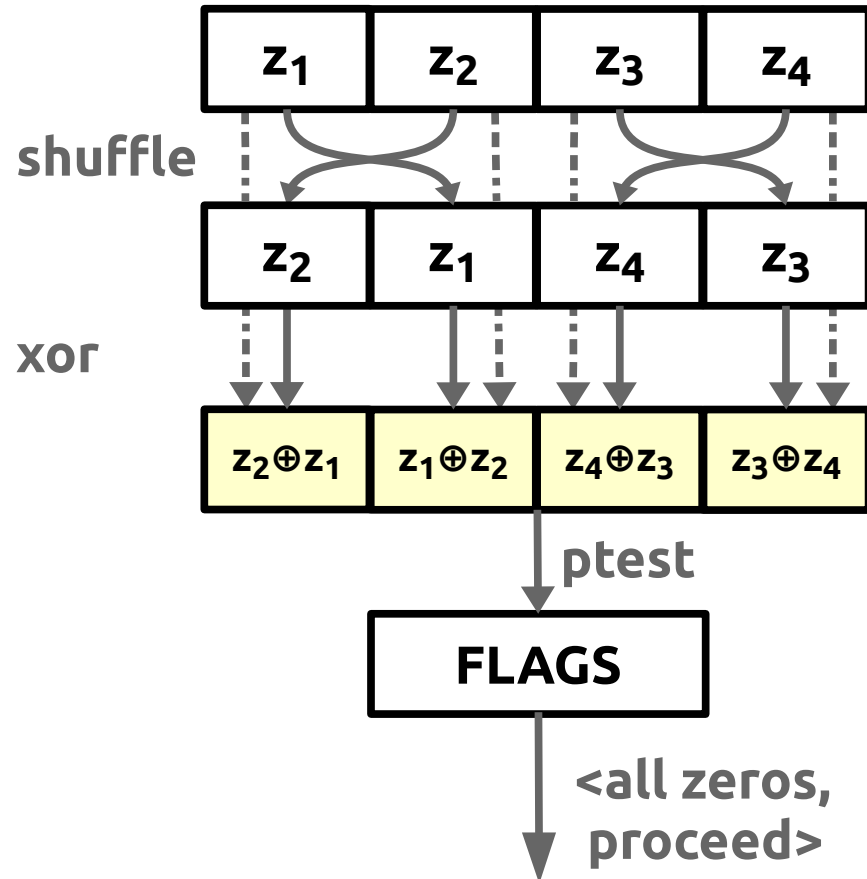 z₁ z₂ z₃ z₄
shuffle
z₂ z₁ z₄ z₃
xor
z₂⊕z₁ z₁⊕z₂ z₄⊕z₃ z₃⊕z₄
ptest
FLAGS
<all zeros,
proceed>